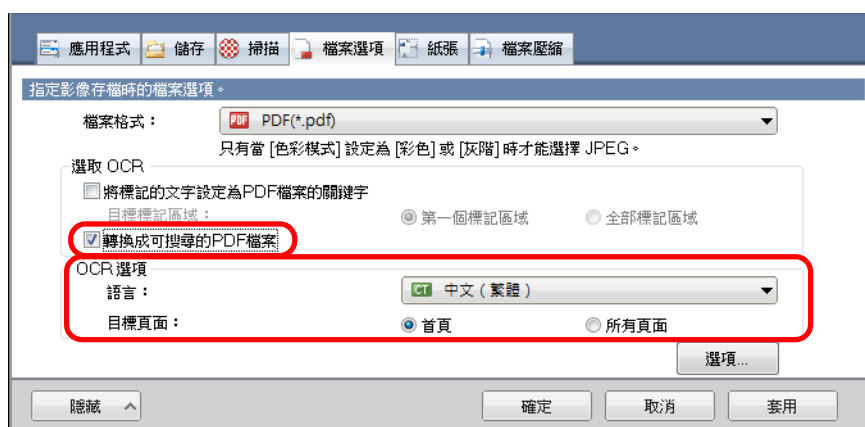 應用程式 儲存 掃描 檔案選項 紙張 檔案壓縮
指定影像存檔時的檔案選項。
檔案格式： PDF PDF(*.pdf)
只有當 [色彩模式] 設定為 [彩色] 或 [灰階] 時才能選擇 JPEG。
選取 OCR
將標記的文字設定為PDF檔案的關鍵字
目標標記區域： 第一個標記區域 全部標記區域
轉換成可搜尋的PDF檔案
OCR 選項
語言： CT 中文 ( 繁體 )
目標頁面： 首頁 所有頁面
選項...
隱藏 確定 取消 套用